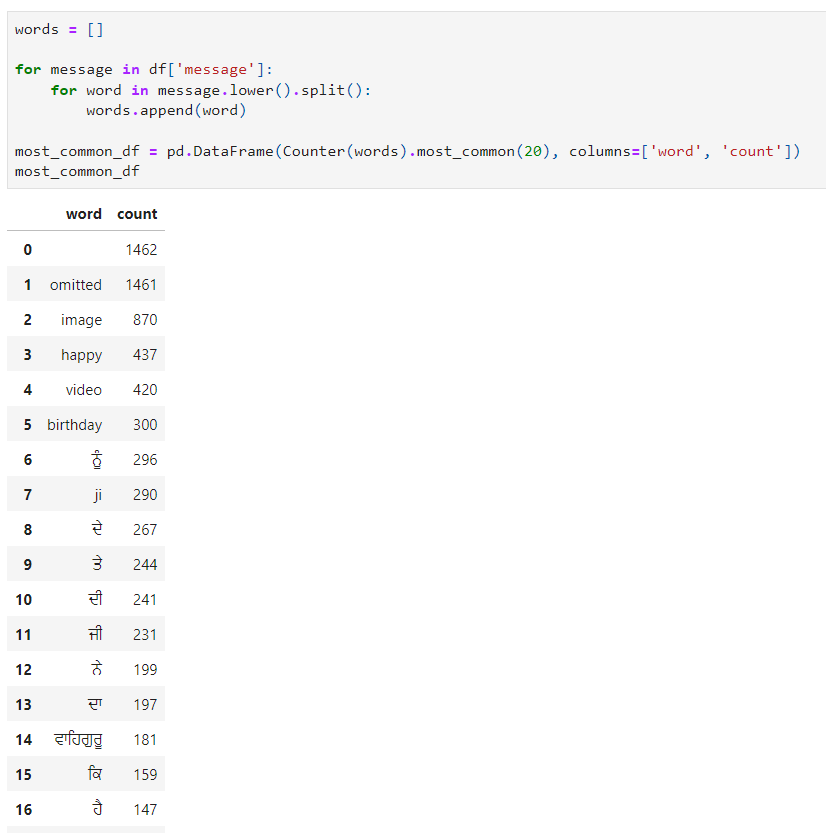 words = []
for message in df['message']:
for word in message.lower().split():
words.append(word)
most_common_df = pd.DataFrame(Counter(words).most_common(20), columns=['word', 'count'])
most_common_df
word count
0 1462
1 omitted 1461
2 image 870
3 happy 437
4 video 420
5 birthday 300
6 ਨੂੰ 296
7 ji 290
8 ਦੇ 267
9 ਤੇ 244
10 ਦੀ 241
11 ਜੀ 231
12 ਨੇ 199
13 ਦਾ 197
14 ਵਾਹਿਗੁਰੂ 181
15 ਕਿ 159
16 ਹੈ 147